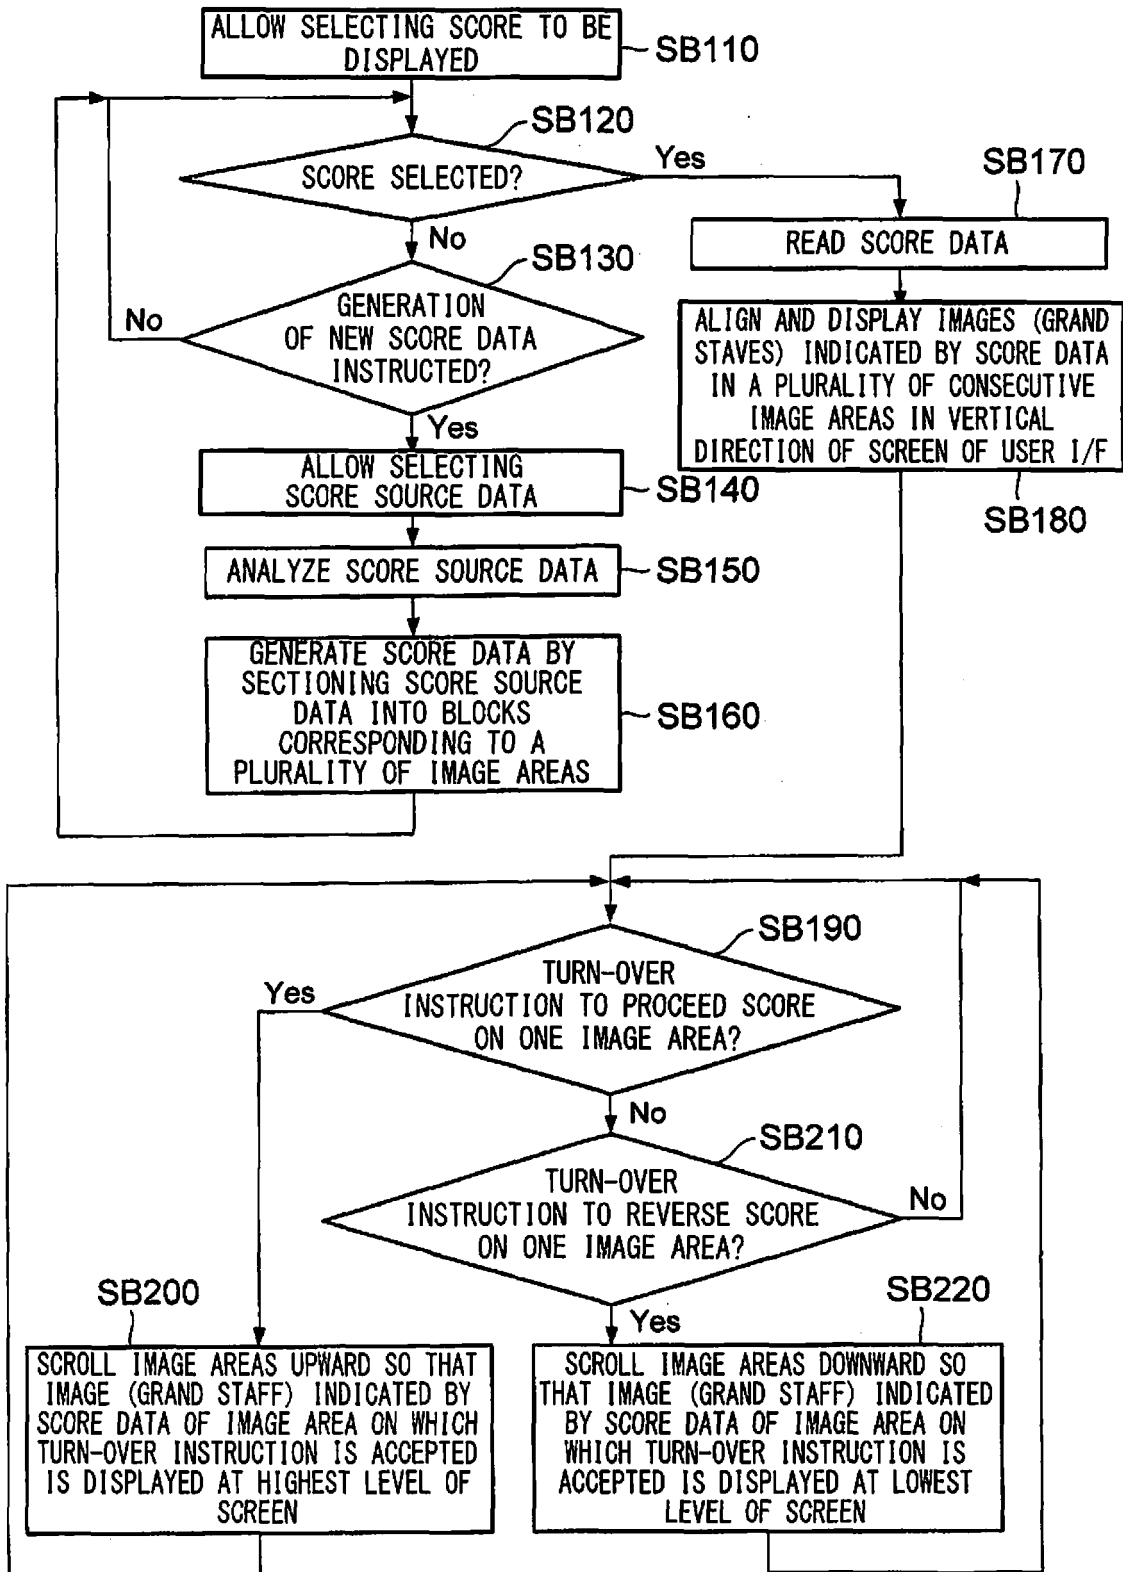 ALLOW SELECTING SCORE TO BE
DISPLAYED
SB110
SB120
SCORE SELECTED?
Yes
No
SB170
READ SCORE DATA
SB130
GENERATION
OF NEW SCORE DATA
INSTRUCTED?
No
Yes
ALIGN AND DISPLAY IMAGES (GRAND
STAVES) INDICATED BY SCORE DATA
IN A PLURALITY OF CONSECUTIVE
IMAGE AREAS IN VERTICAL
DIRECTION OF SCREEN OF USER I/F
SB180
ALLOW SELECTING
SCORE SOURCE DATA
SB140
ANALYZE SCORE SOURCE DATA
SB150
GENERATE SCORE DATA BY
SECTIONING SCORE SOURCE
DATA INTO BLOCKS
CORRESPONDING TO A
PLURALITY OF IMAGE AREAS
SB160
SB190
TURN-OVER
INSTRUCTION TO PROCEED SCORE
ON ONE IMAGE AREA?
Yes
No
SB210
TURN-OVER
INSTRUCTION TO REVERSE SCORE
ON ONE IMAGE AREA?
No
Yes
SB200
SCROLL IMAGE AREAS UPWARD SO THAT
IMAGE (GRAND STAFF) INDICATED BY
SCORE DATA OF IMAGE AREA ON WHICH
TURN-OVER INSTRUCTION IS ACCEPTED
IS DISPLAYED AT HIGHEST LEVEL OF
SCREEN
SB220
SCROLL IMAGE AREAS DOWNWARD SO
THAT IMAGE (GRAND STAFF) INDICATED
BY SCORE DATA OF IMAGE AREA ON
WHICH TURN-OVER INSTRUCTION IS
ACCEPTED IS DISPLAYED AT LOWEST
LEVEL OF SCREEN